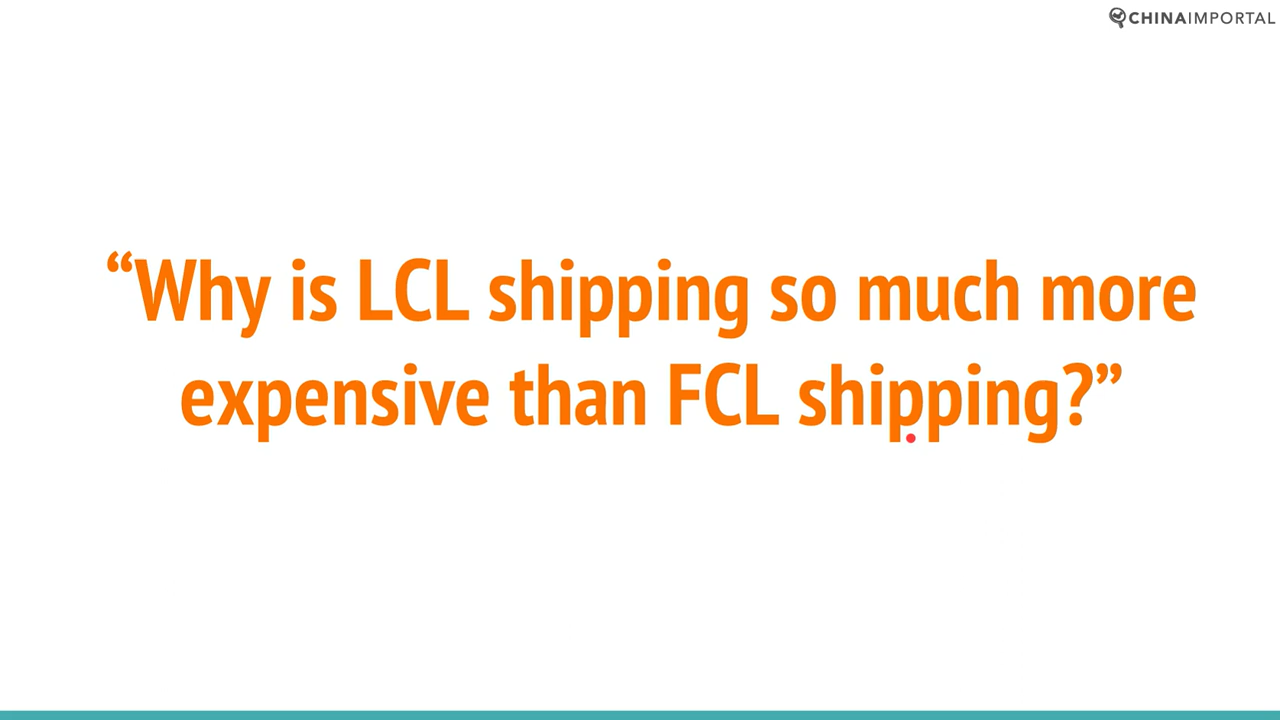 CHINAIMPORTAL
“Why is LCL shipping so much more
expensive than FCL shipping?”